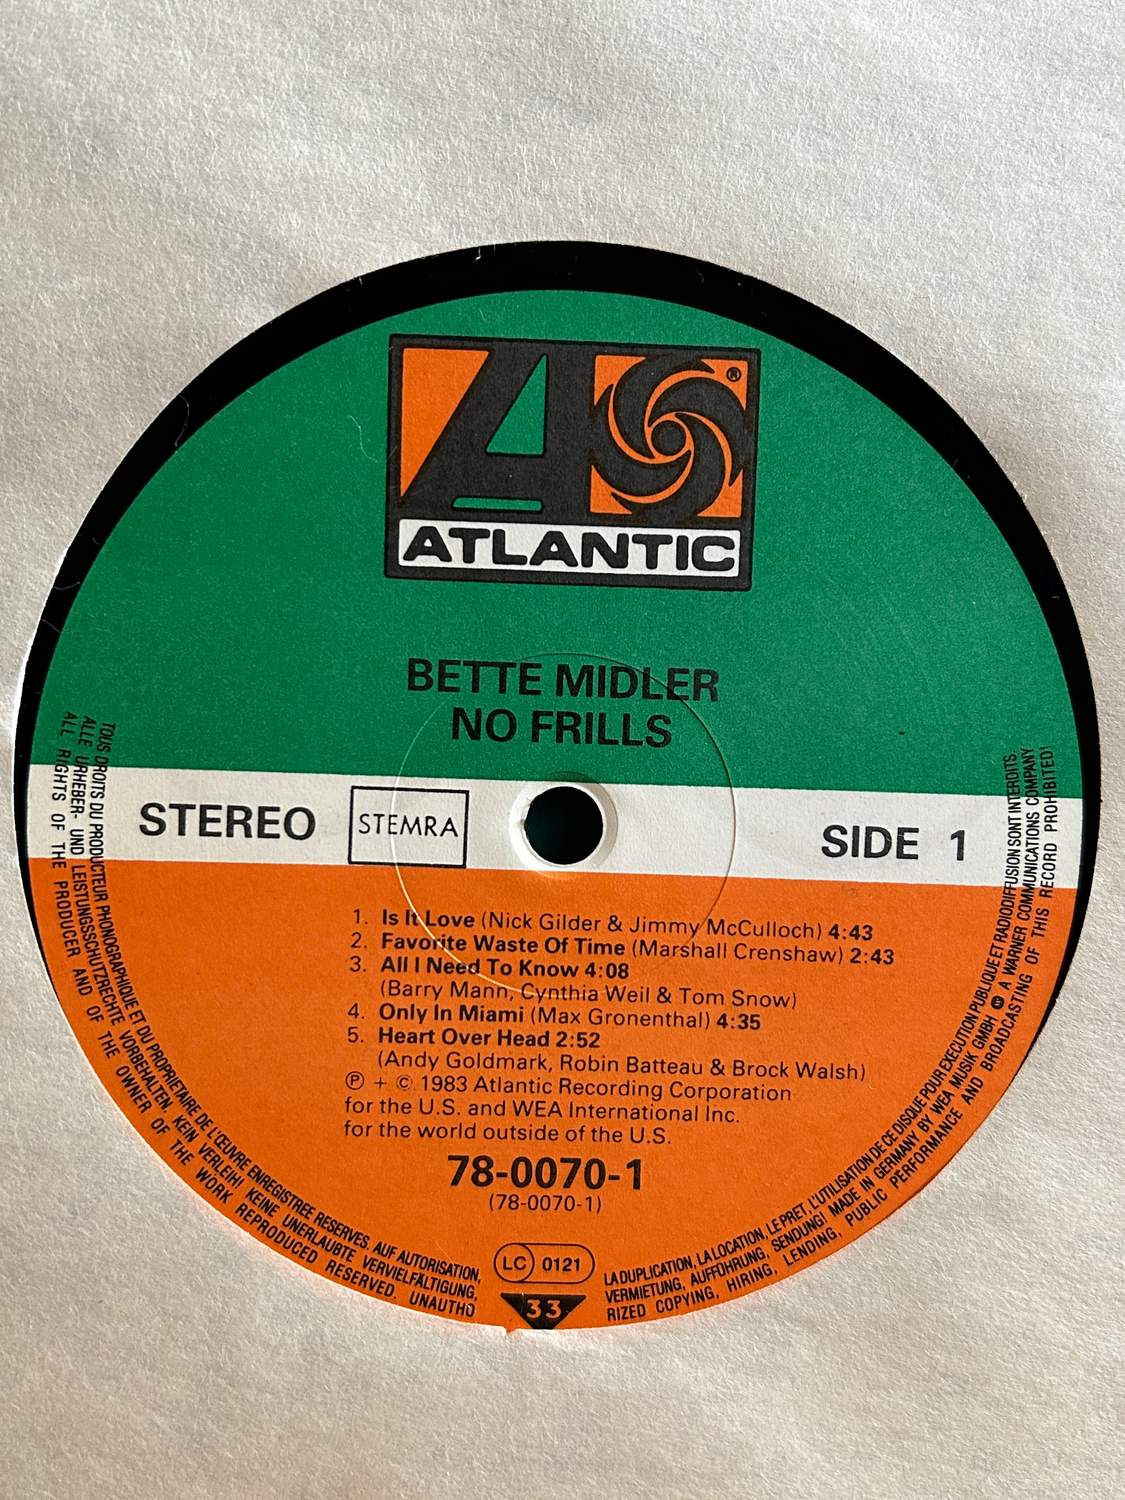 ®
ATLANTIC
BETTE MIDLER
NO FRILLS
STEREO
STEMRA
SIDE 1
1. Is It Love (Nick Gilder & Jimmy McCulloch) 4:43
2. Favorite Waste Of Time (Marshall Crenshaw) 2:43
3. All I Need To Know 4:08
(Barry Mann, Cynthia Weil & Tom Snow)
4. Only In Miami (Max Gronenthal) 4:35
5. Heart Over Head 2:52
(Andy Goldmark, Robin Batteau & Brock Walsh)
℗ + © 1983 Atlantic Recording Corporation
for the U.S. and WEA International Inc.
for the world outside of the U.S.
78-0070-1
(78-0070-1)
LC 0121
33
TOUS DROITS DU PRODUCTEUR PHONOGRAPHIQUE ET DU PROPRIETAIRE DE L'ŒUVRE ENREGISTREE RESERVES. AUF AUTORISATION, LA DUPLICATION, LA LOCATION, LE PRET, L'UTILISATION DE CE DISQUE POUR EXECUTION PUBLIQUE ET RADIODIFFUSION SONT INTERDITS
ALLE URHEBER- UND LEISTUNGSSCHUTZRECHTE VORBEHALTEN. KEIN VERLEIH! KEINE UNERLAUBTE VERVIELFÄLTIGUNG, VERMIETUNG, AUFFÜHRUNG, SENDUNG! MADE IN GERMANY BY WEA MUSIK GMBH A WARNER COMMUNICATIONS COMPANY
ALL RIGHTS OF THE PRODUCER AND OF THE OWNER OF THE WORK REPRODUCED RESERVED. UNAUTHORIZED COPYING, HIRING, LENDING, PUBLIC PERFORMANCE AND BROADCASTING OF THIS RECORD PROHIBITED!